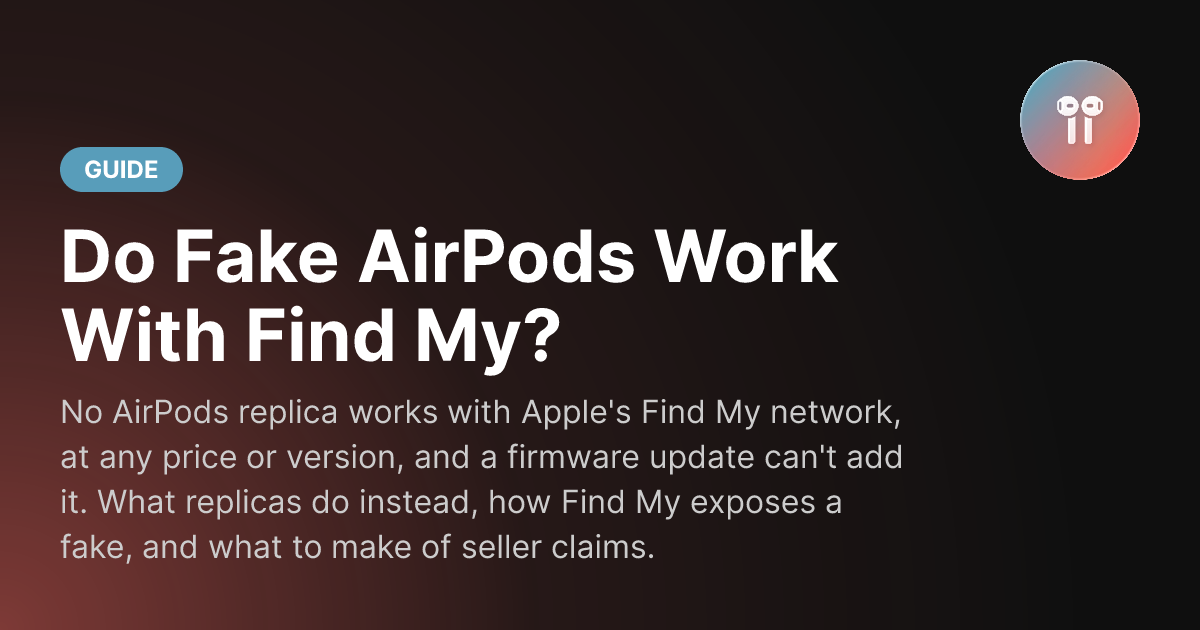 GUIDE
Do Fake AirPods Work
With Find My?
No AirPods replica works with Apple's Find My network,
at any price or version, and a firmware update can't add
it. What replicas do instead, how Find My exposes a
fake, and what to make of seller claims.